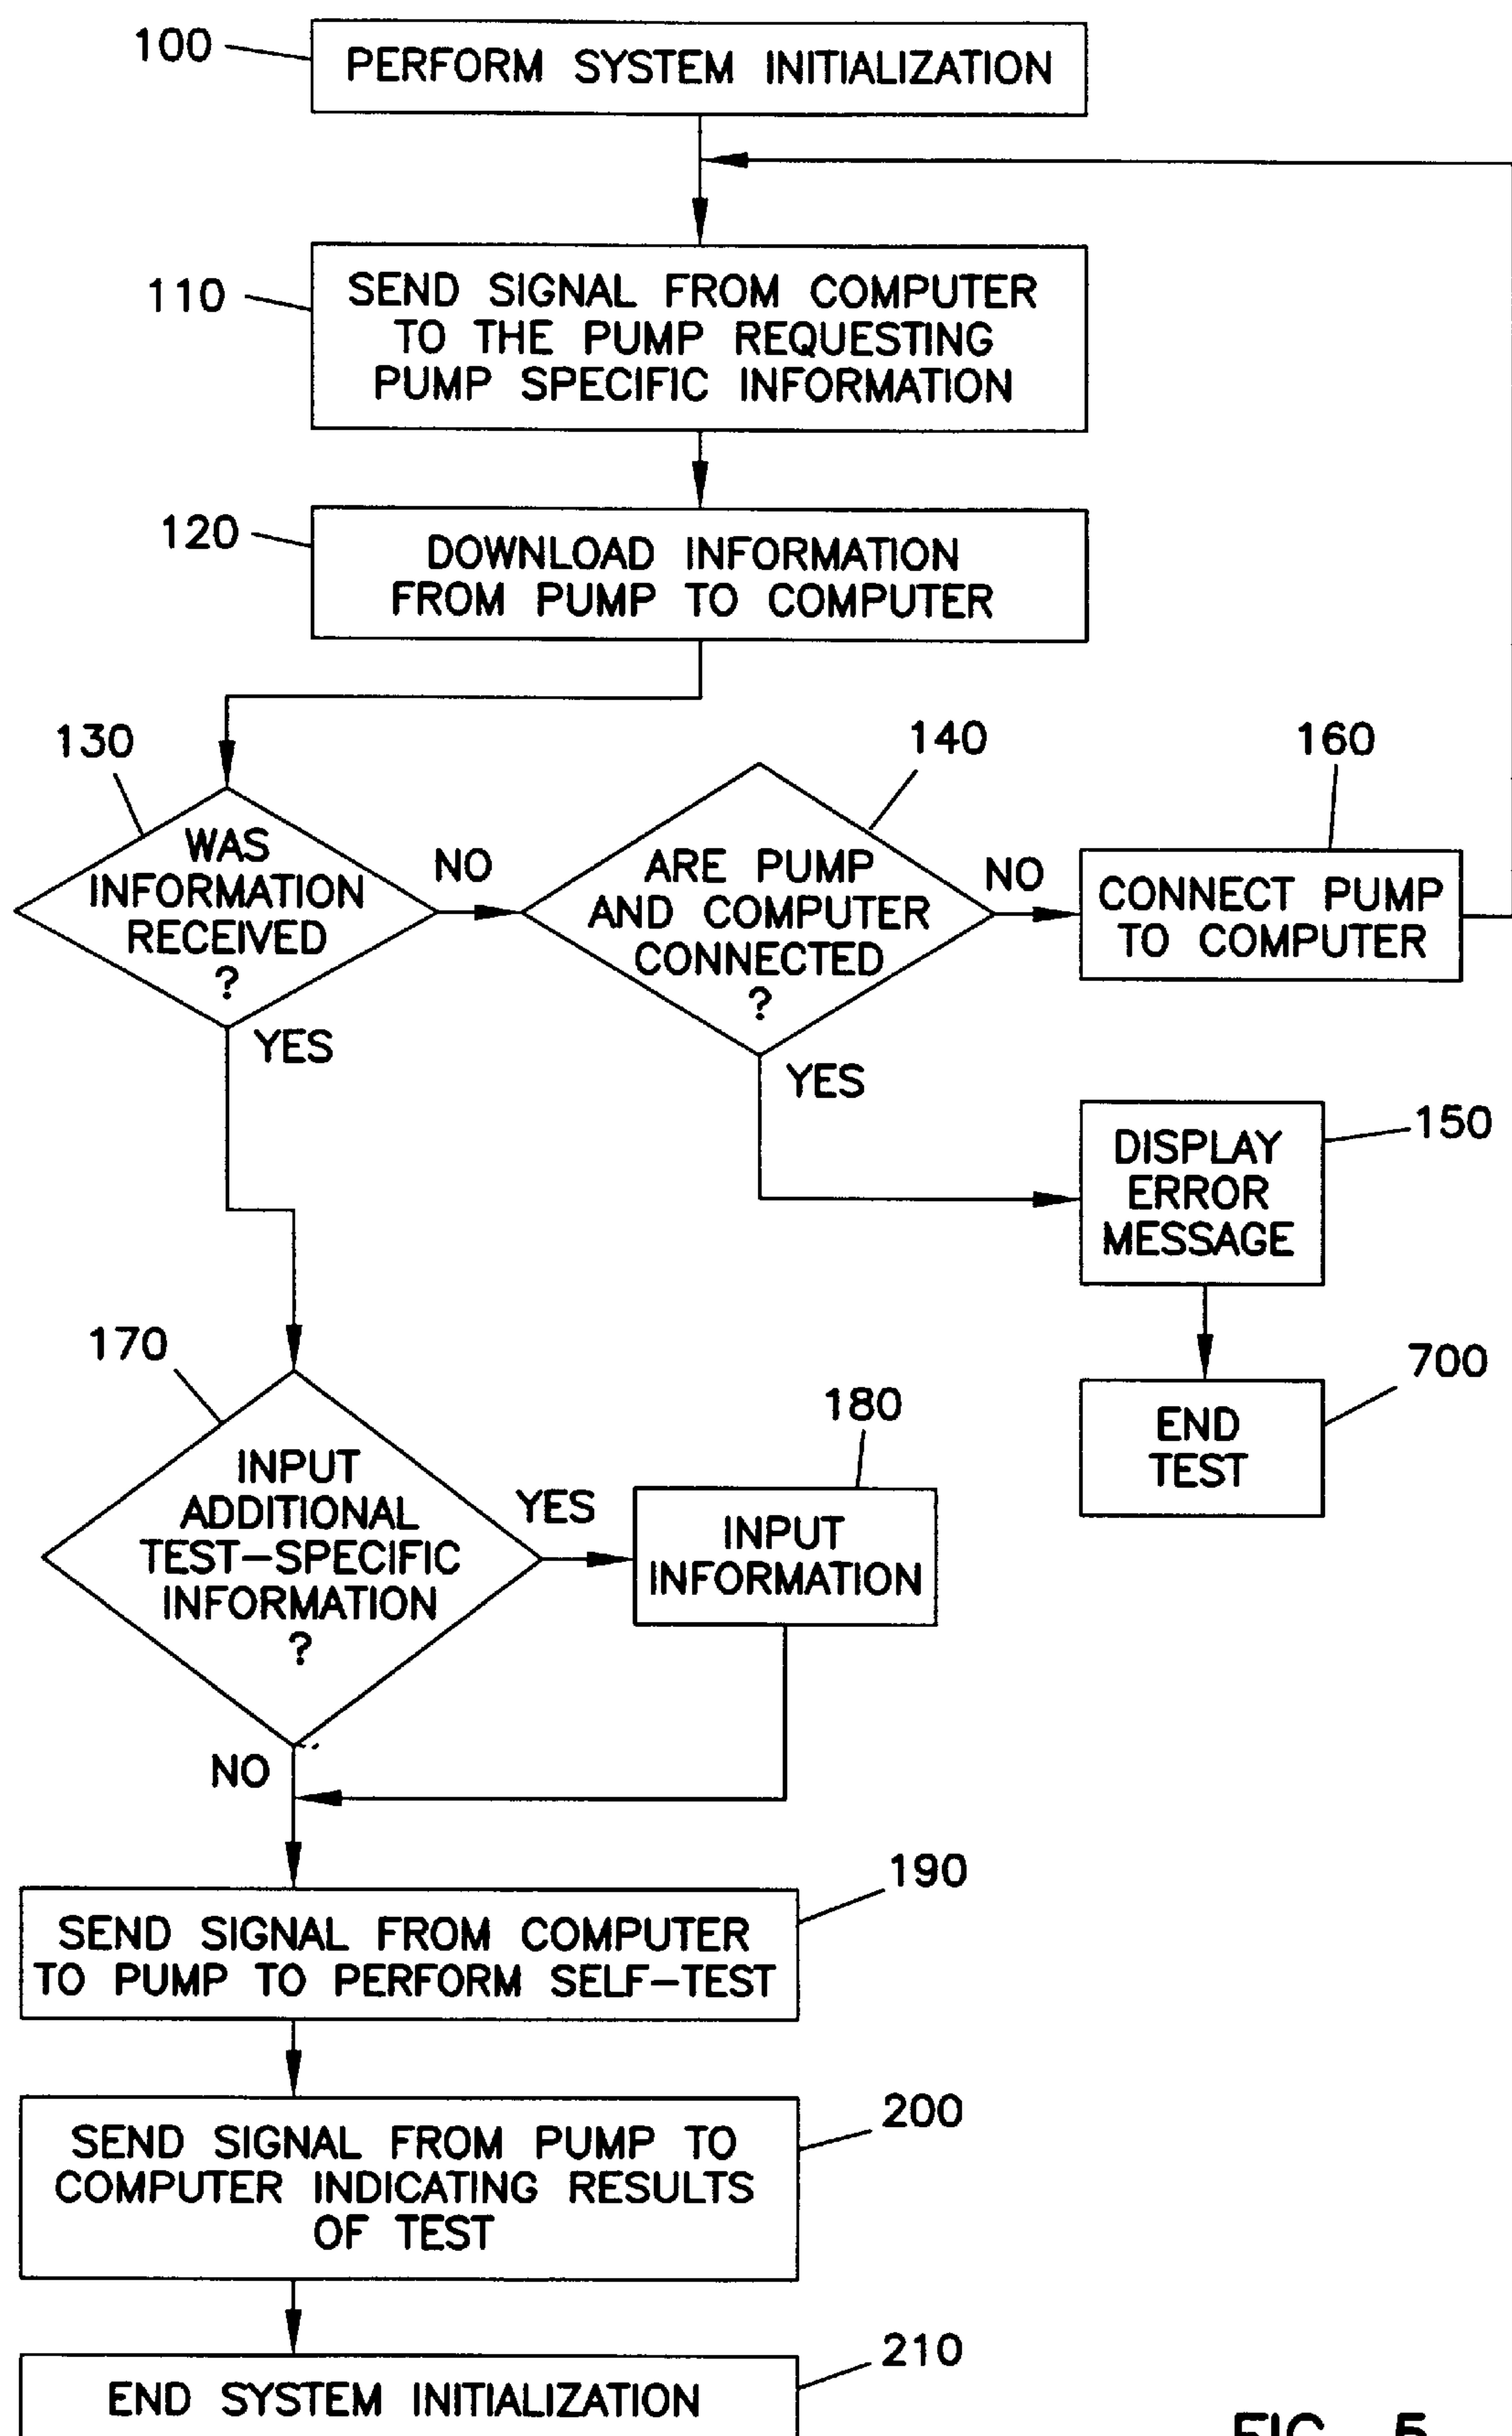 100
PERFORM SYSTEM INITIALIZATION
110
SEND SIGNAL FROM COMPUTER
TO THE PUMP REQUESTING
PUMP SPECIFIC INFORMATION
120
DOWNLOAD INFORMATION
FROM PUMP TO COMPUTER
130
WAS
INFORMATION
RECEIVED
?
NO
YES
140
ARE PUMP
AND COMPUTER
CONNECTED
?
NO
YES
160
CONNECT PUMP
TO COMPUTER
150
DISPLAY
ERROR
MESSAGE
700
END
TEST
170
INPUT
ADDITIONAL
TEST-SPECIFIC
INFORMATION
?
YES
NO
180
INPUT
INFORMATION
190
SEND SIGNAL FROM COMPUTER
TO PUMP TO PERFORM SELF-TEST
200
SEND SIGNAL FROM PUMP TO
COMPUTER INDICATING RESULTS
OF TEST
210
END SYSTEM INITIALIZATION
FIG. 5